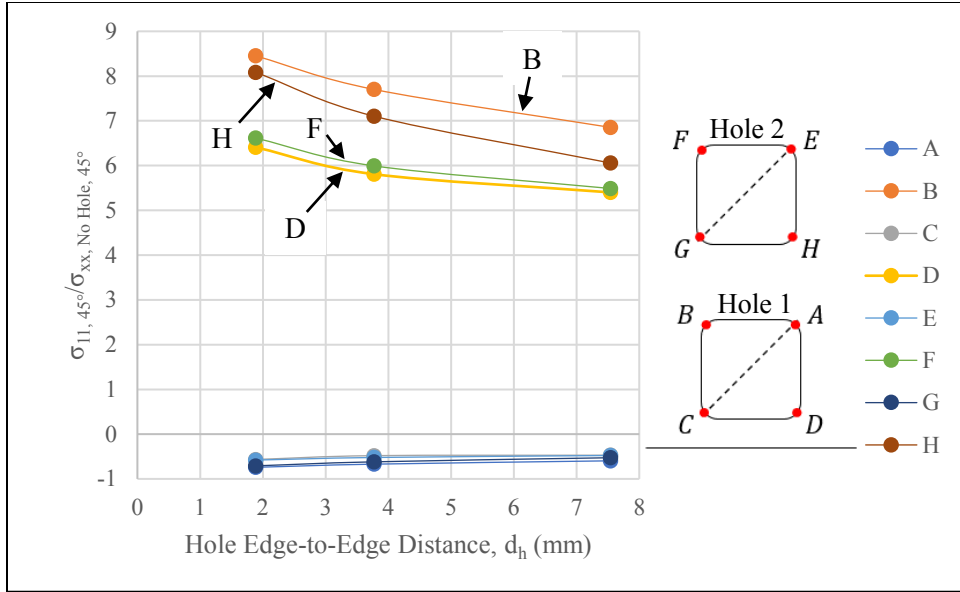 9
8
7
6
5
4
3
2
1
0
-1
0 1 2 3 4 5 6 7 8
Hole Edge-to-Edge Distance, dₕ (mm)
σ₁₁, ₄₅°/σₓₓ, No Hole, 45°
B
H
F
D
F Hole 2 E
G H
B Hole 1 A
C D
A
B
C
D
E
F
G
H